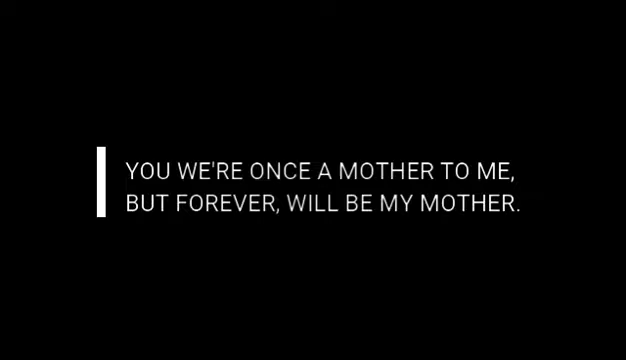 YOU WE'RE ONCE A MOTHER TO ME,
BUT FOREVER, WILL BE MY MOTHER.